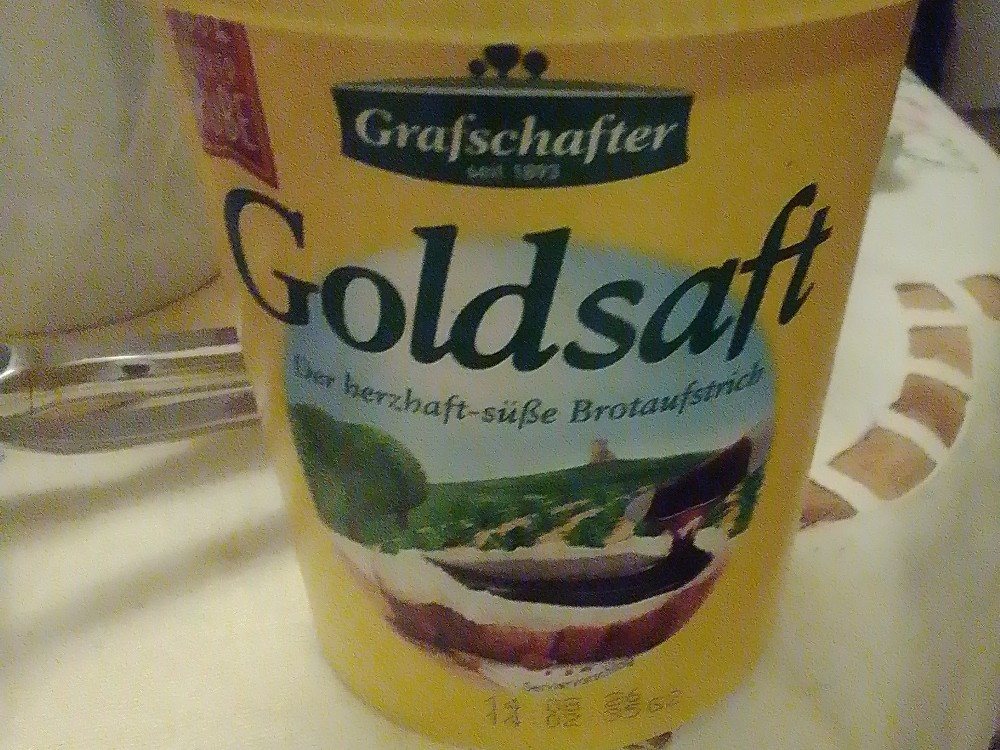 Grafschafter
seit 1893
Goldsaft
Der herzhaft-süße Brotaufstrich